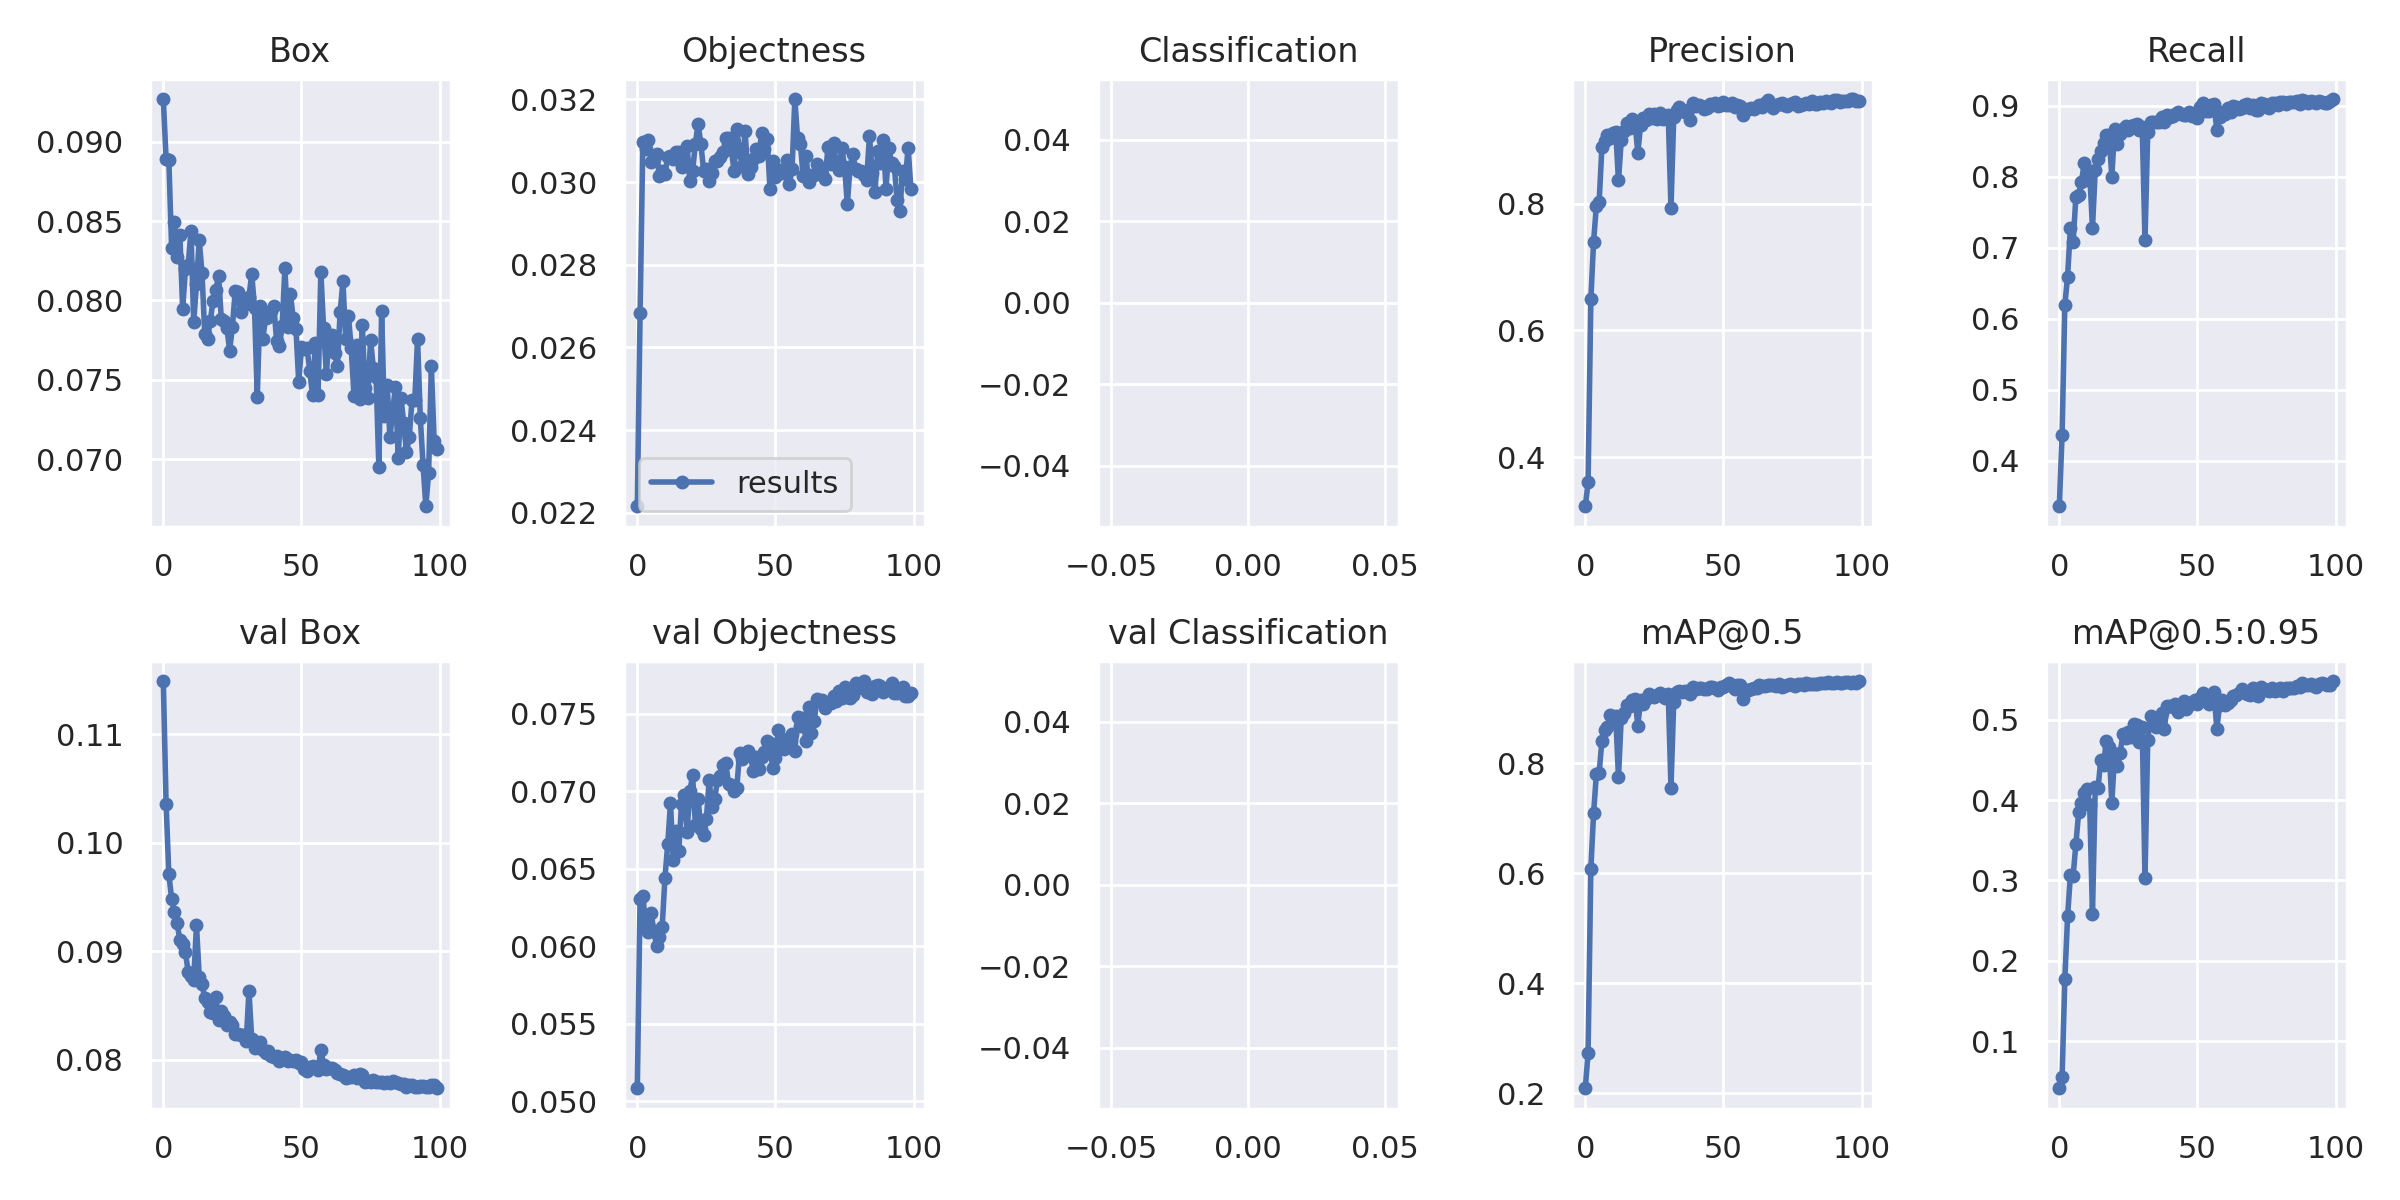 Box
Objectness
Classification
Precision
Recall
0.090
0.085
0.080
0.075
0.070
0 50 100
0.032
0.030
0.028
0.026
0.024
0.022
results
0 50 100
0.04
0.02
0.00
−0.02
−0.04
−0.05 0.00 0.05
0.8
0.6
0.4
0 50 100
0.9
0.8
0.7
0.6
0.5
0.4
0 50 100
val Box
val Objectness
val Classification
mAP@0.5
mAP@0.5:0.95
0.11
0.10
0.09
0.08
0 50 100
0.075
0.070
0.065
0.060
0.055
0.050
0 50 100
0.04
0.02
0.00
−0.02
−0.04
−0.05 0.00 0.05
0.8
0.6
0.4
0.2
0 50 100
0.5
0.4
0.3
0.2
0.1
0 50 100